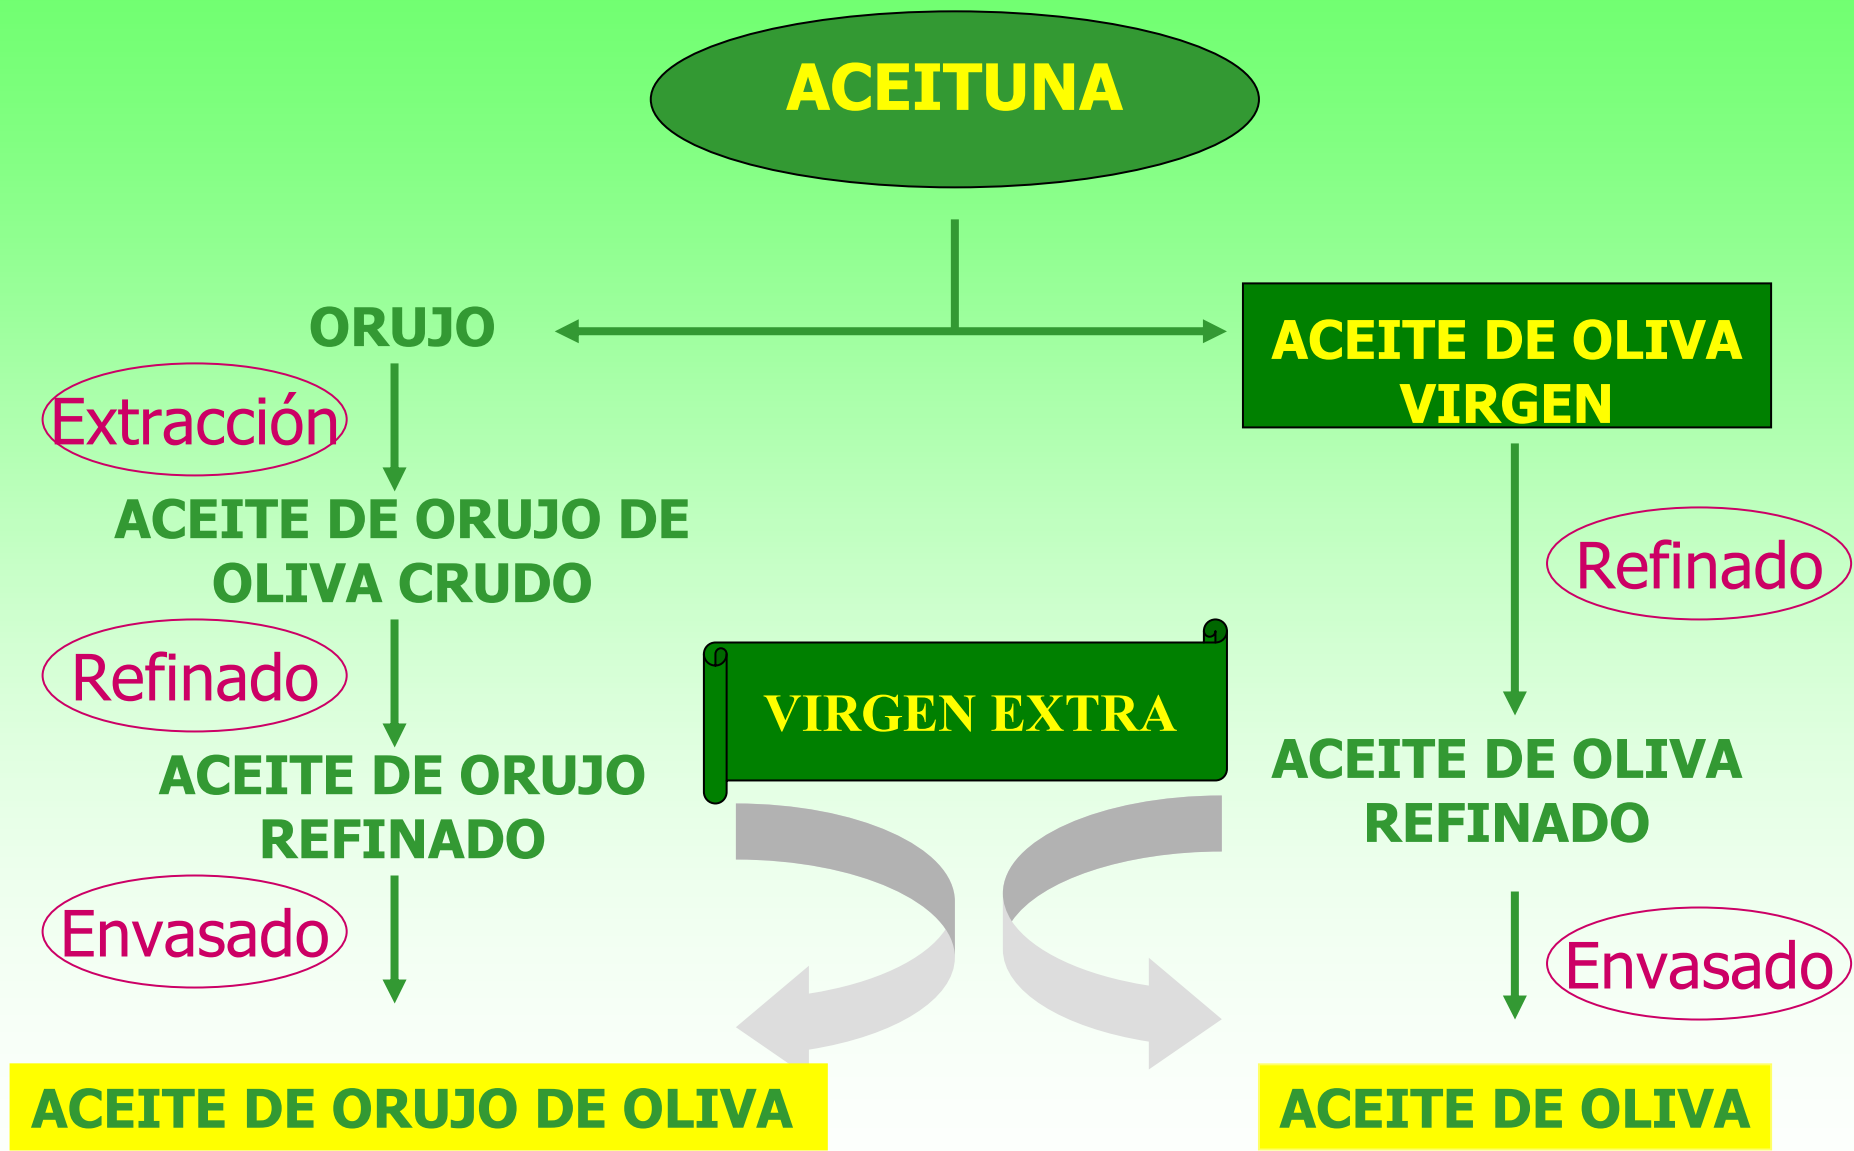 ACEITUNA
ORUJO
ACEITE DE OLIVA
VIRGEN
Extracción
ACEITE DE ORUJO DE
OLIVA CRUDO
Refinado
Refinado
VIRGEN EXTRA
ACEITE DE ORUJO
REFINADO
ACEITE DE OLIVA
REFINADO
Envasado
Envasado
ACEITE DE ORUJO DE OLIVA
ACEITE DE OLIVA